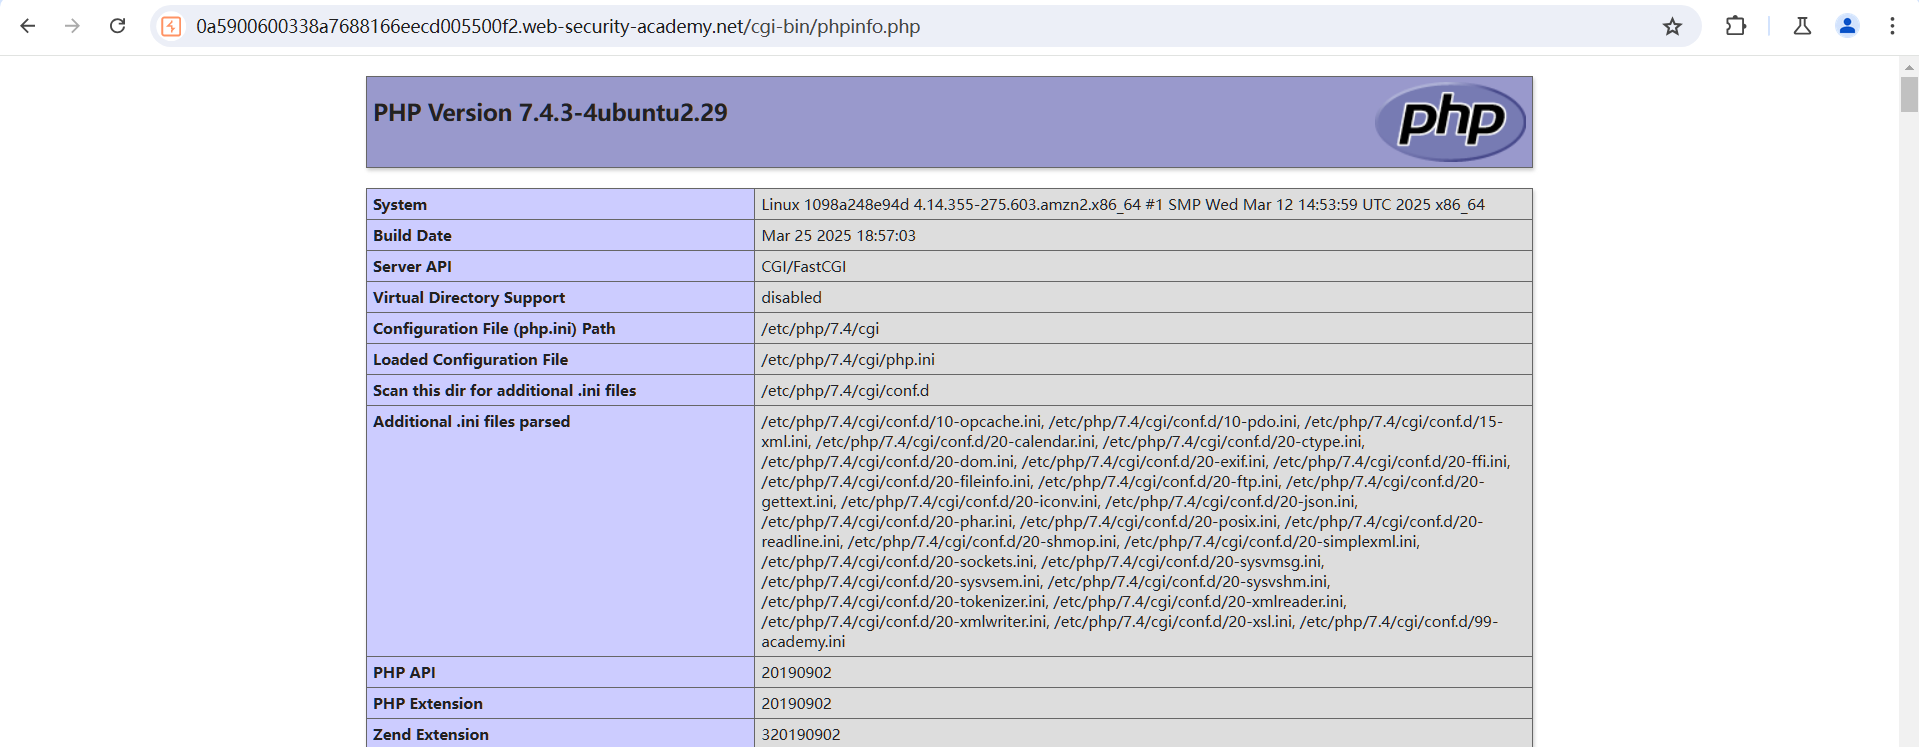 0a5900600338a7688166eecd005500f2.web-security-academy.net/cgi-bin/phpinfo.php
PHP Version 7.4.3-4ubuntu2.29
php
System Linux 1098a248e94d 4.14.355-275.603.amzn2.x86_64 #1 SMP Wed Mar 12 14:53:59 UTC 2025 x86_64
Build Date Mar 25 2025 18:57:03
Server API CGI/FastCGI
Virtual Directory Support disabled
Configuration File (php.ini) Path /etc/php/7.4/cgi
Loaded Configuration File /etc/php/7.4/cgi/php.ini
Scan this dir for additional .ini files /etc/php/7.4/cgi/conf.d
Additional .ini files parsed /etc/php/7.4/cgi/conf.d/10-opcache.ini, /etc/php/7.4/cgi/conf.d/10-pdo.ini, /etc/php/7.4/cgi/conf.d/15-
xml.ini, /etc/php/7.4/cgi/conf.d/20-calendar.ini, /etc/php/7.4/cgi/conf.d/20-ctype.ini,
/etc/php/7.4/cgi/conf.d/20-dom.ini, /etc/php/7.4/cgi/conf.d/20-exif.ini, /etc/php/7.4/cgi/conf.d/20-ffi.ini,
/etc/php/7.4/cgi/conf.d/20-fileinfo.ini, /etc/php/7.4/cgi/conf.d/20-ftp.ini, /etc/php/7.4/cgi/conf.d/20-
gettext.ini, /etc/php/7.4/cgi/conf.d/20-iconv.ini, /etc/php/7.4/cgi/conf.d/20-json.ini,
/etc/php/7.4/cgi/conf.d/20-phar.ini, /etc/php/7.4/cgi/conf.d/20-posix.ini, /etc/php/7.4/cgi/conf.d/20-
readline.ini, /etc/php/7.4/cgi/conf.d/20-shmop.ini, /etc/php/7.4/cgi/conf.d/20-simplexml.ini,
/etc/php/7.4/cgi/conf.d/20-sockets.ini, /etc/php/7.4/cgi/conf.d/20-sysvmsg.ini,
/etc/php/7.4/cgi/conf.d/20-sysvsem.ini, /etc/php/7.4/cgi/conf.d/20-sysvshm.ini,
/etc/php/7.4/cgi/conf.d/20-tokenizer.ini, /etc/php/7.4/cgi/conf.d/20-xmlreader.ini,
/etc/php/7.4/cgi/conf.d/20-xmlwriter.ini, /etc/php/7.4/cgi/conf.d/20-xsl.ini, /etc/php/7.4/cgi/conf.d/99-
academy.ini
PHP API 20190902
PHP Extension 20190902
Zend Extension 320190902